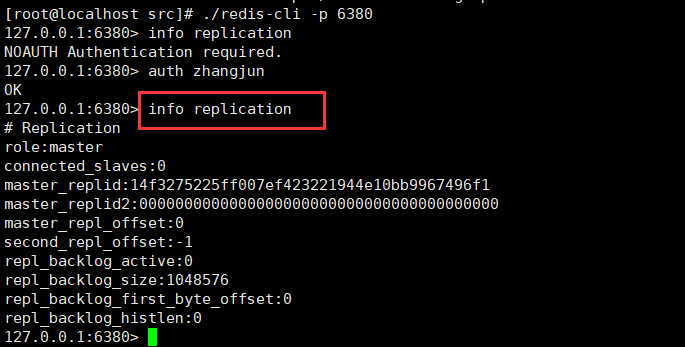 [root@localhost src]# ./redis-cli -p 6380
127.0.0.1:6380> info replication
NOAUTH Authentication required.
127.0.0.1:6380> auth zhangjun
OK
127.0.0.1:6380> info replication
# Replication
role:master
connected_slaves:0
master_replid:14f3275225ff007ef423221944e10bb9967496f1
master_replid2:0000000000000000000000000000000000000000
master_repl_offset:0
second_repl_offset:-1
repl_backlog_active:0
repl_backlog_size:1048576
repl_backlog_first_byte_offset:0
repl_backlog_histlen:0
127.0.0.1:6380>